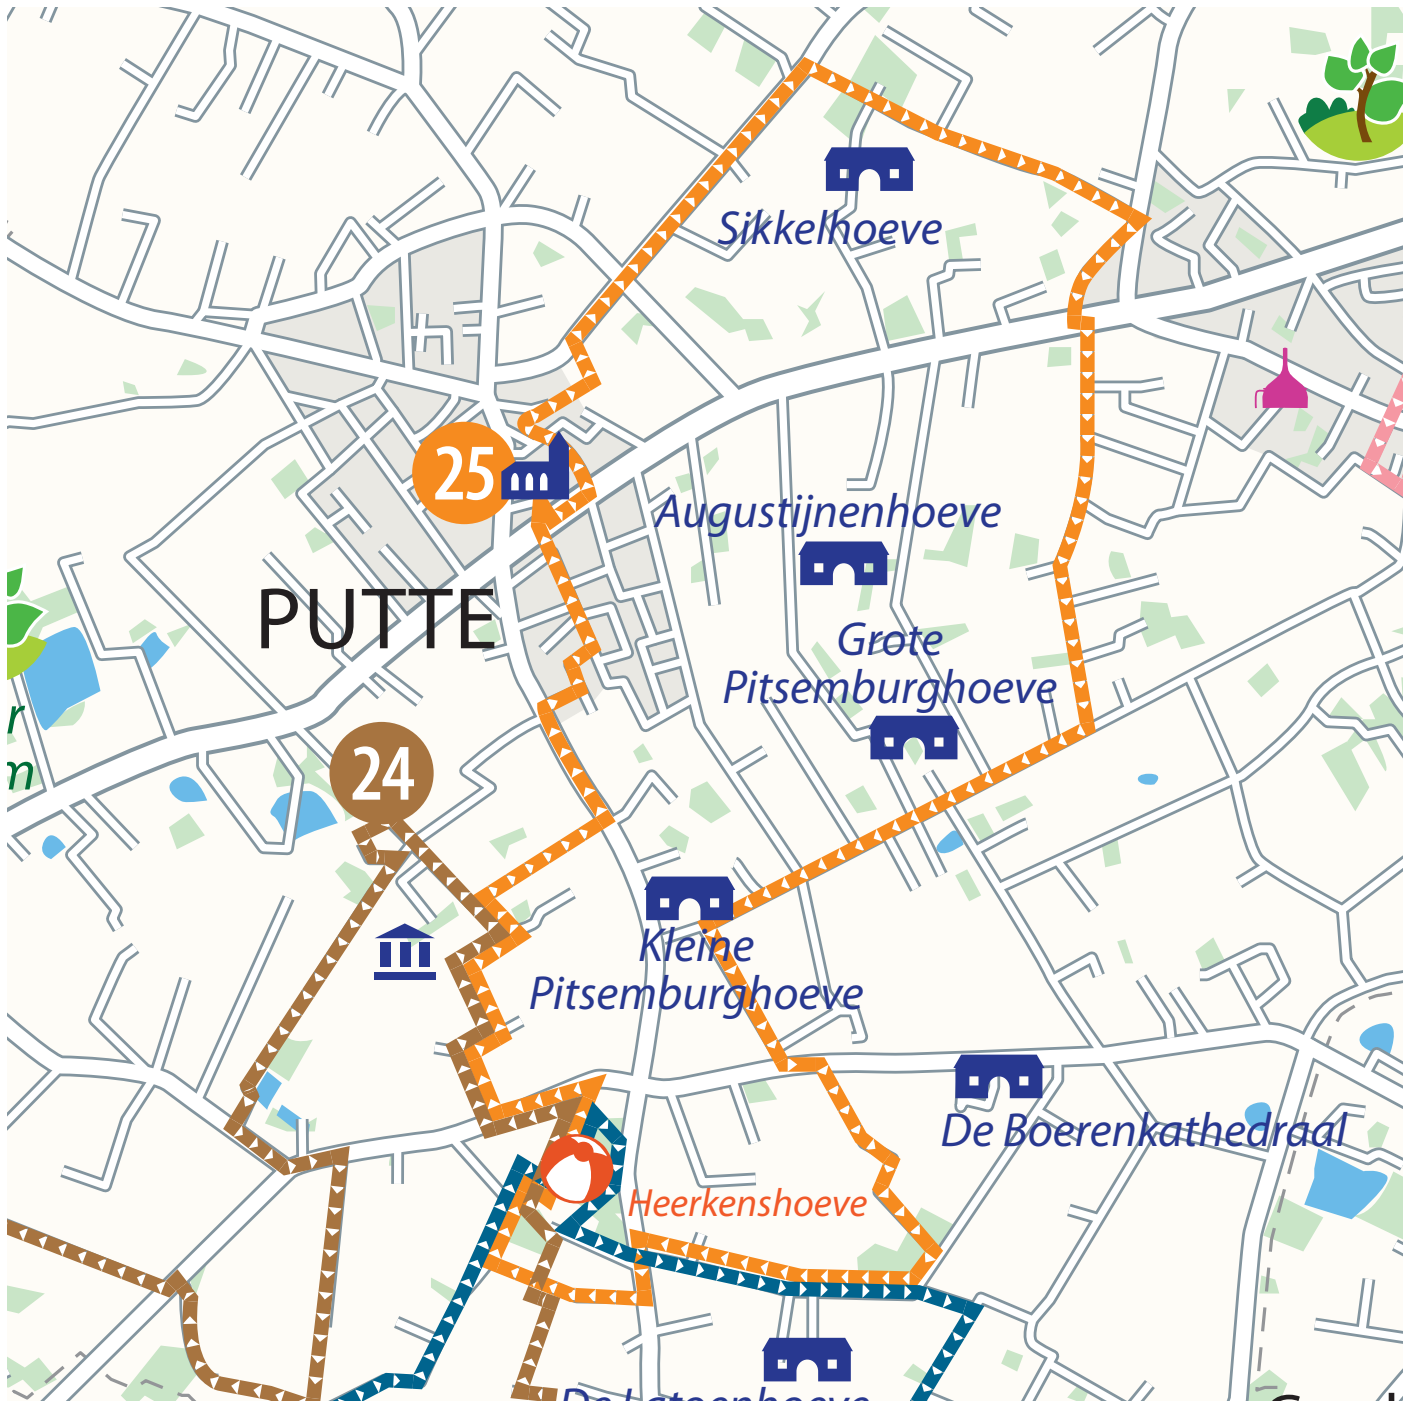 Sikkelhoeve
25
Augustijnenhoeve
PUTTE
Grote
Pitsemburghoeve
r
m
24
Kleine
Pitsemburghoeve
De Boerenkathedraal
Heerkenshoeve